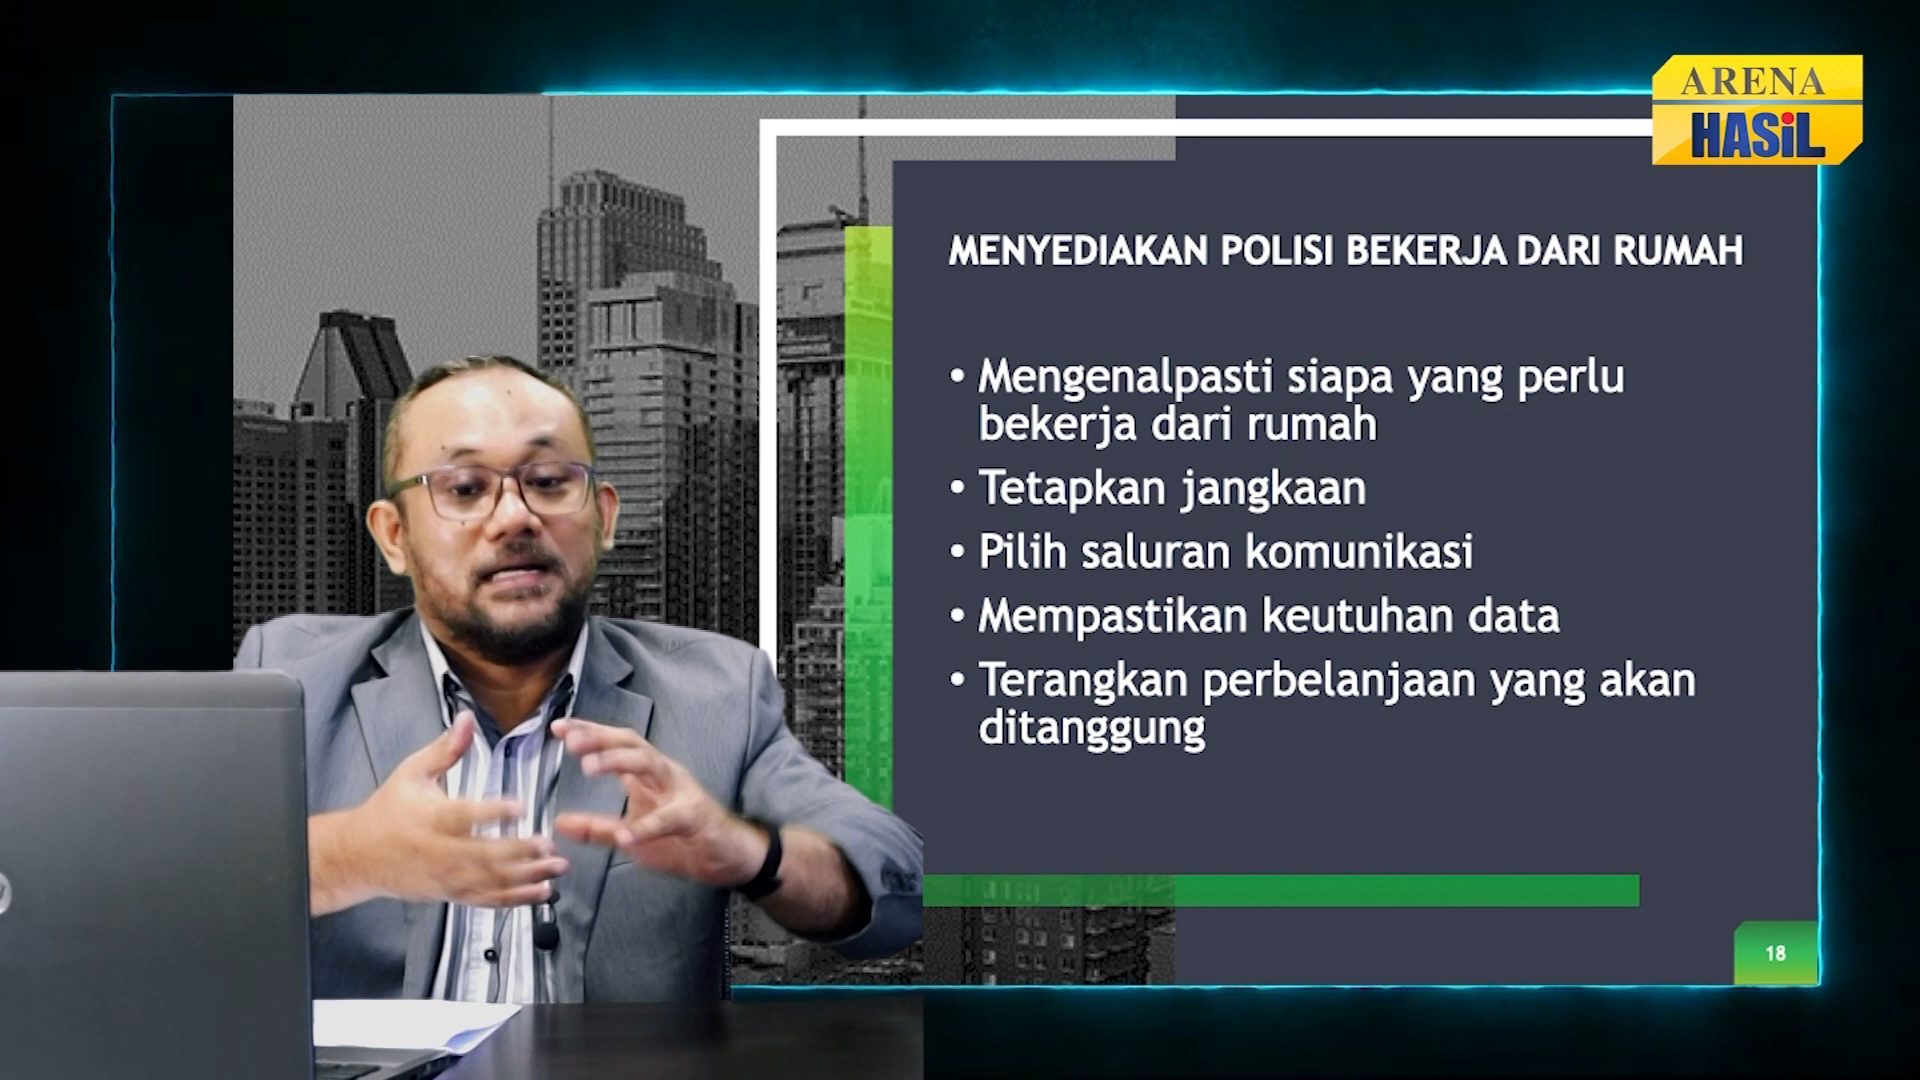 ARENA
HASiL
MENYEDIAKAN POLISI BEKERJA DARI RUMAH
• Mengenalpasti siapa yang perlu
bekerja dari rumah
• Tetapkan jangkaan
• Pilih saluran komunikasi
• Mempastikan keutuhan data
• Terangkan perbelanjaan yang akan
ditanggung
18